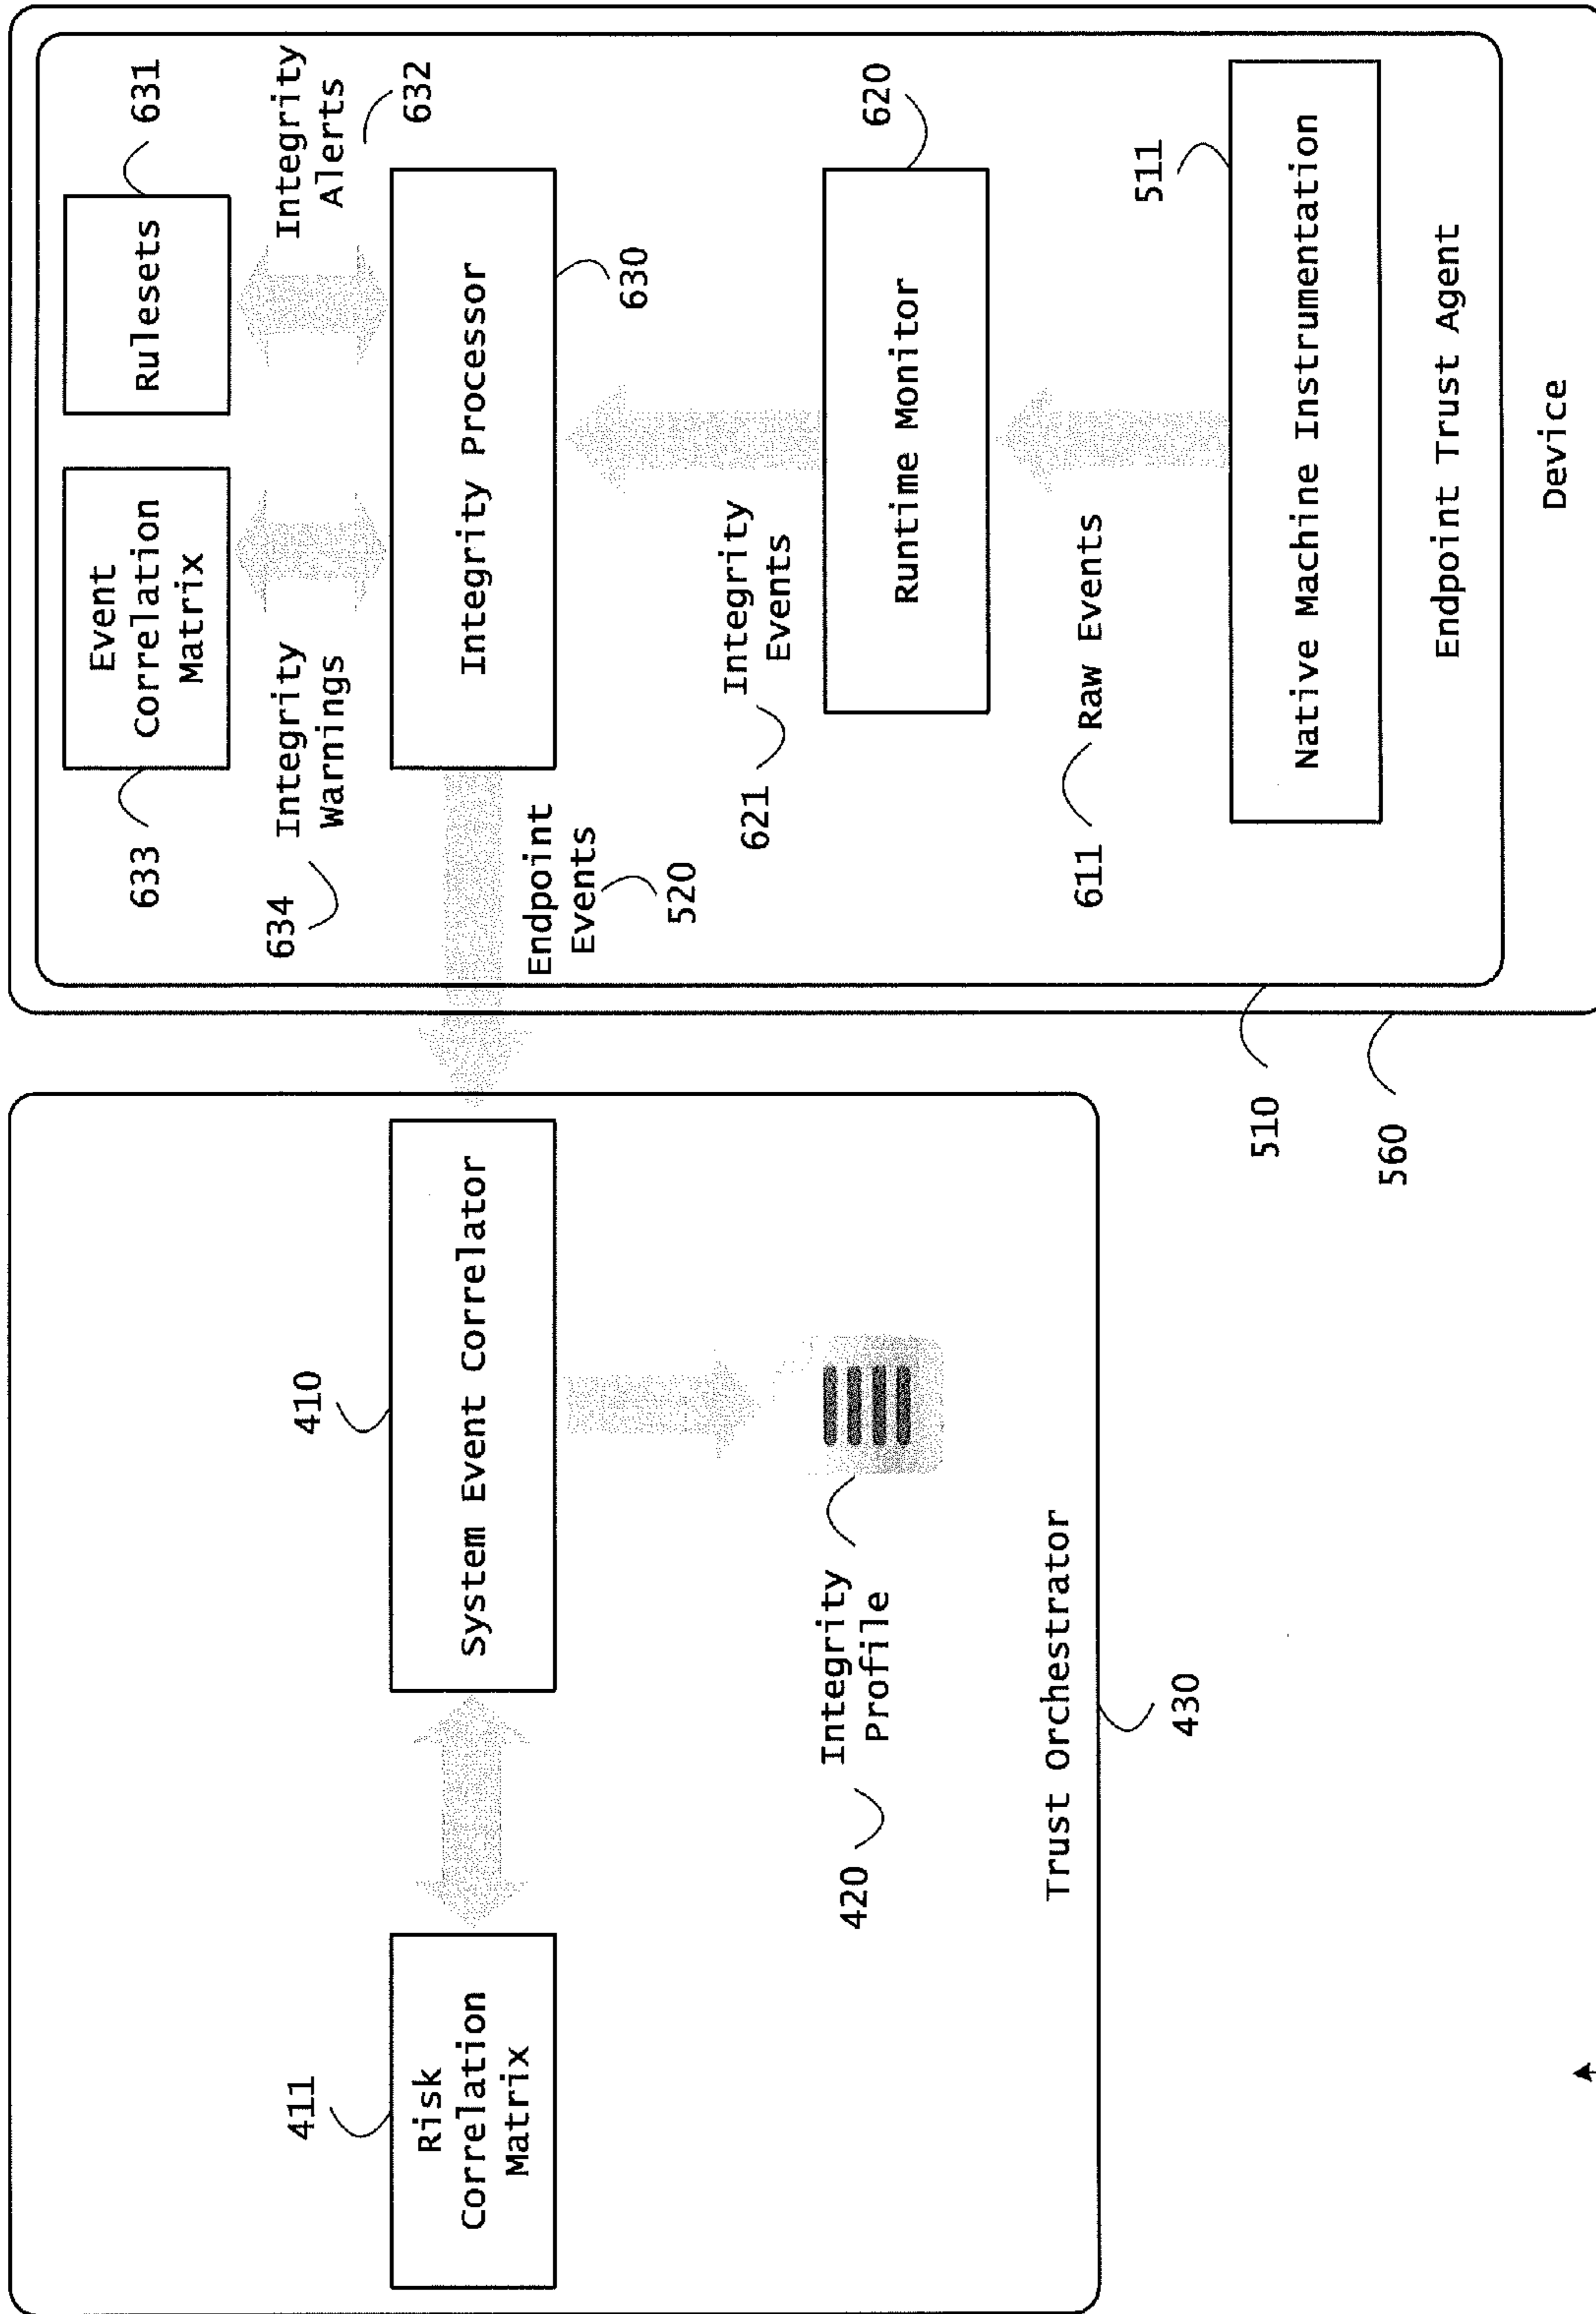 411
Risk
Correlation
Matrix
410
System Event Correlator
420
Integrity
Profile
Trust Orchestrator
430
633
Event
Correlation
Matrix
Rulesets
631
634
Integrity
Warnings
Integrity
Alerts
632
Integrity Processor
630
Endpoint
Events
520
621
Integrity
Events
Runtime Monitor
620
611
Raw Events
511
Native Machine Instrumentation
Endpoint Trust Agent
510
Device
560